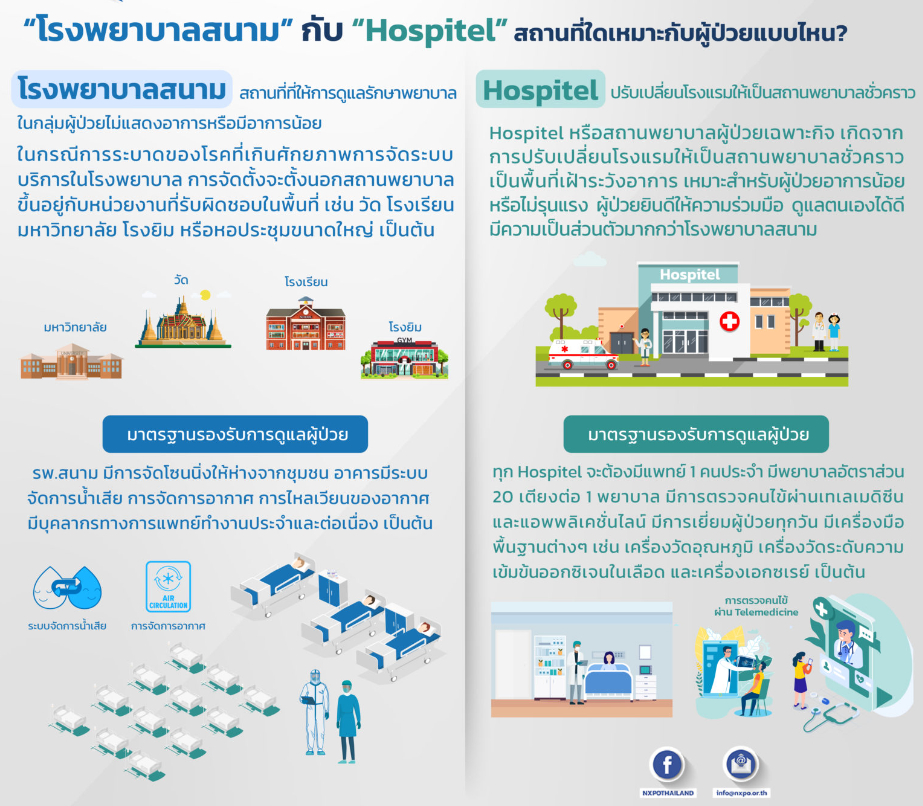 “โรงพยาบาลสนาม” กับ “Hospitel” สถานที่ใดเหมาะกับผู้ป่วยแบบไหน?
โรงพยาบาลสนาม สถานที่ที่ให้การดูแลรักษาพยาบาล
ในกลุ่มผู้ป่วยไม่แสดงอาการหรือมีอาการน้อย
ในกรณีการระบาดของโรคที่เกินศักยภาพการจัดระบบ
บริการในโรงพยาบาล การจัดตั้งจะตั้งนอกสถานพยาบาล
ขึ้นอยู่กับหน่วยงานที่รับผิดชอบในพื้นที่ เช่น วัด โรงเรียน
มหาวิทยาลัย โรงยิม หรือหอประชุมขนาดใหญ่ เป็นต้น
วัด
โรงเรียน
มหาวิทยาลัย
โรงยิม
GYM
มาตรฐานรองรับการดูแลผู้ป่วย
รพ.สนาม มีการจัดโซนนิ่งให้ห่างจากชุมชน อาคารมีระบบ
จัดการน้ำเสีย การจัดการอากาศ การไหลเวียนของอากาศ
มีบุคลากรทางการแพทย์ทำงานประจำและต่อเนื่อง เป็นต้น
AIR
CIRCULATION
ระบบจัดการน้ำเสีย
การจัดการอากาศ
Hospitel ปรับเปลี่ยนโรงแรมให้เป็นสถานพยาบาลชั่วคราว
Hospitel หรือสถานพยาบาลผู้ป่วยเฉพาะกิจ เกิดจาก
การปรับเปลี่ยนโรงแรมให้เป็นสถานพยาบาลชั่วคราว
เป็นพื้นที่เฝ้าระวังอาการ เหมาะสำหรับผู้ป่วยอาการน้อย
หรือไม่รุนแรง ผู้ป่วยยินดีให้ความร่วมมือ ดูแลตนเองได้ดี
มีความเป็นส่วนตัวมากกว่าโรงพยาบาลสนาม
Hospitel
มาตรฐานรองรับการดูแลผู้ป่วย
ทุก Hospitel จะต้องมีแพทย์ 1 คนประจำ มีพยาบาลอัตราส่วน
20 เตียงต่อ 1 พยาบาล มีการตรวจคนไข้ผ่านเทเลเมดิซีน
และแอพพลิเคชั่นไลน์ มีการเยี่ยมผู้ป่วยทุกวัน มีเครื่องมือ
พื้นฐานต่างๆ เช่น เครื่องวัดอุณหภูมิ เครื่องวัดระดับความ
เข้มข้นออกซิเจนในเลือด และเครื่องเอกซเรย์ เป็นต้น
การตรวจคนไข้
ผ่าน Telemedicine
NXPOTHAILAND
info@nxpo.or.th